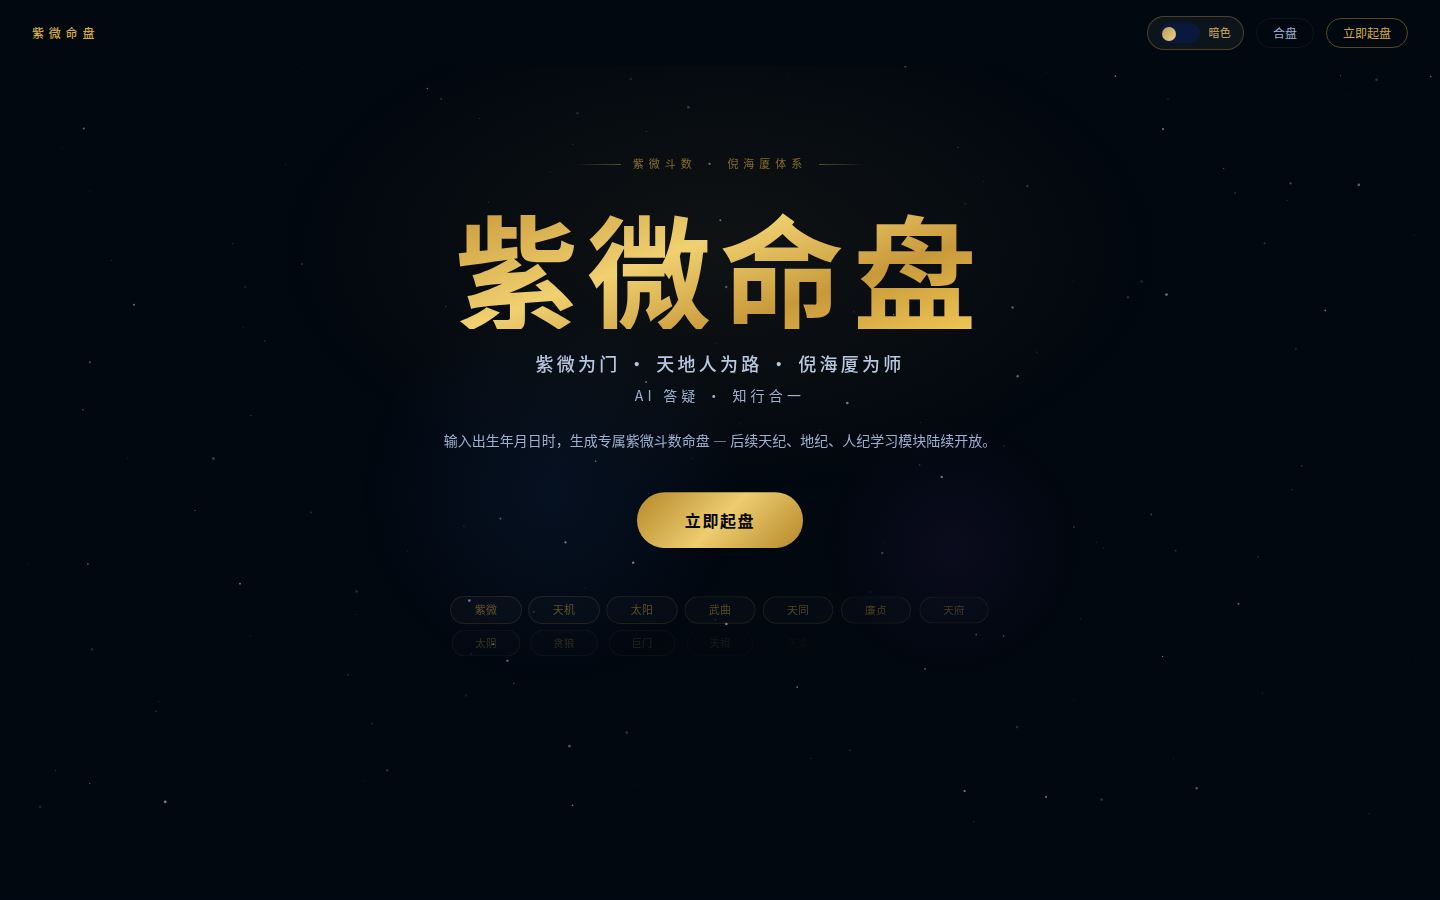 紫微命盘
暗色
合盘
立即起盘
紫微斗数 · 倪海厦体系
紫微命盘
紫微为门 · 天地人为路 · 倪海厦为师
AI 答疑 · 知行合一
输入出生年月日时，生成专属紫微斗数命盘 — 后续天纪、地纪、人纪学习模块陆续开放。
立即起盘
紫微 天机 太阳 武曲 天同 廉贞 天府
太阴 贪狼 巨门 天相